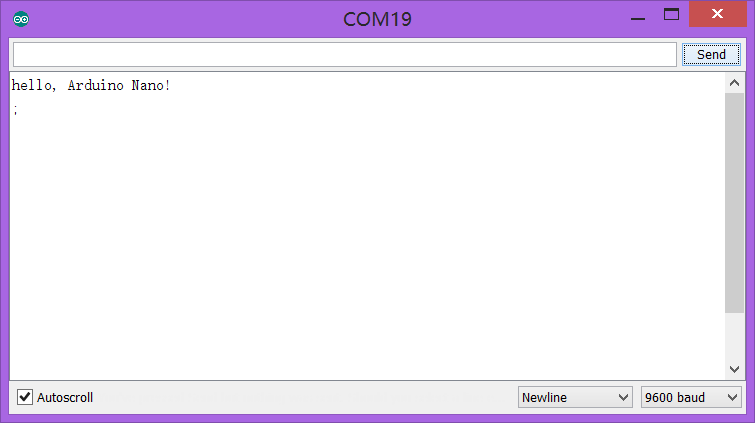 COM19
Send
hello, Arduino Nano!
;
Autoscroll
Newline
9600 baud